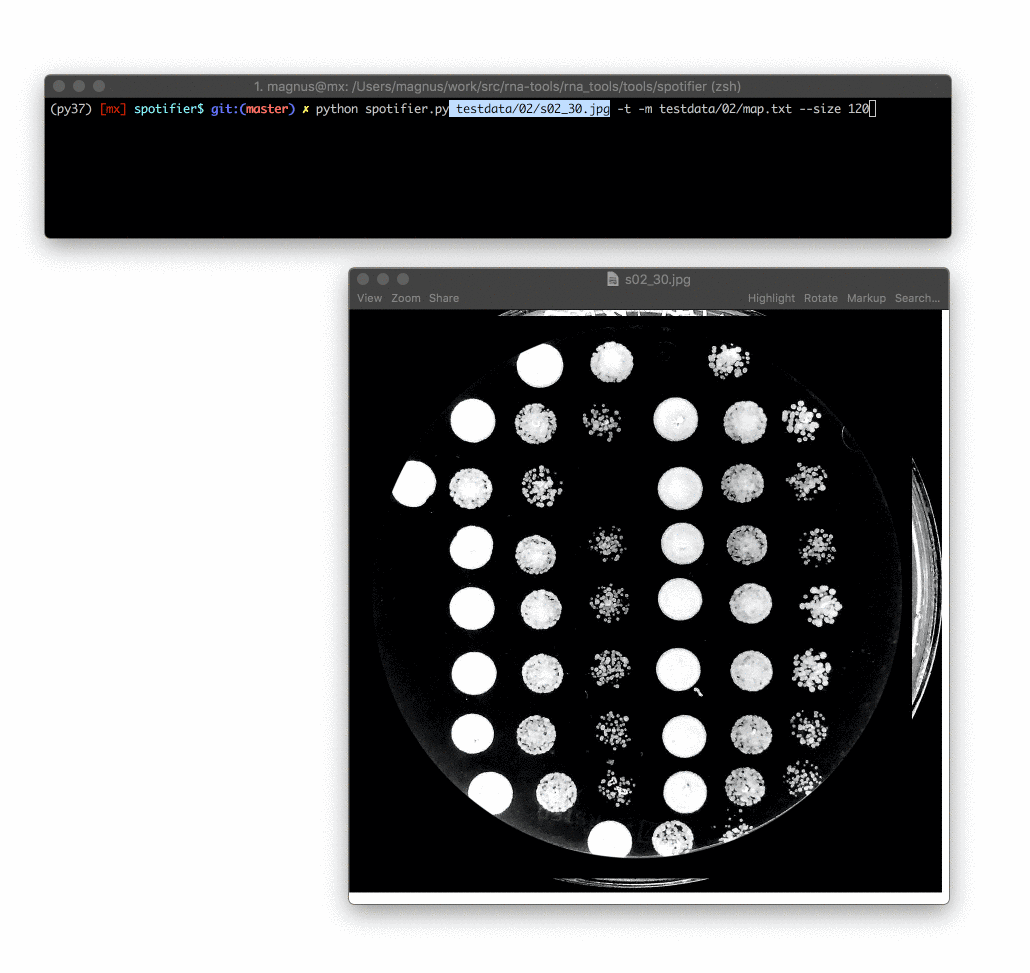 1. magnus@mx: /Users/magnus/work/src/rna-tools/rna_tools/tools/spotifier (zsh)
(py37) [mx] spotifier$ git:(master) ✗ python spotifier.py testdata/02/s02_30.jpg -t -m testdata/02/map.txt --size 120
s02_30.jpg
View Zoom Share Highlight Rotate Markup Search...